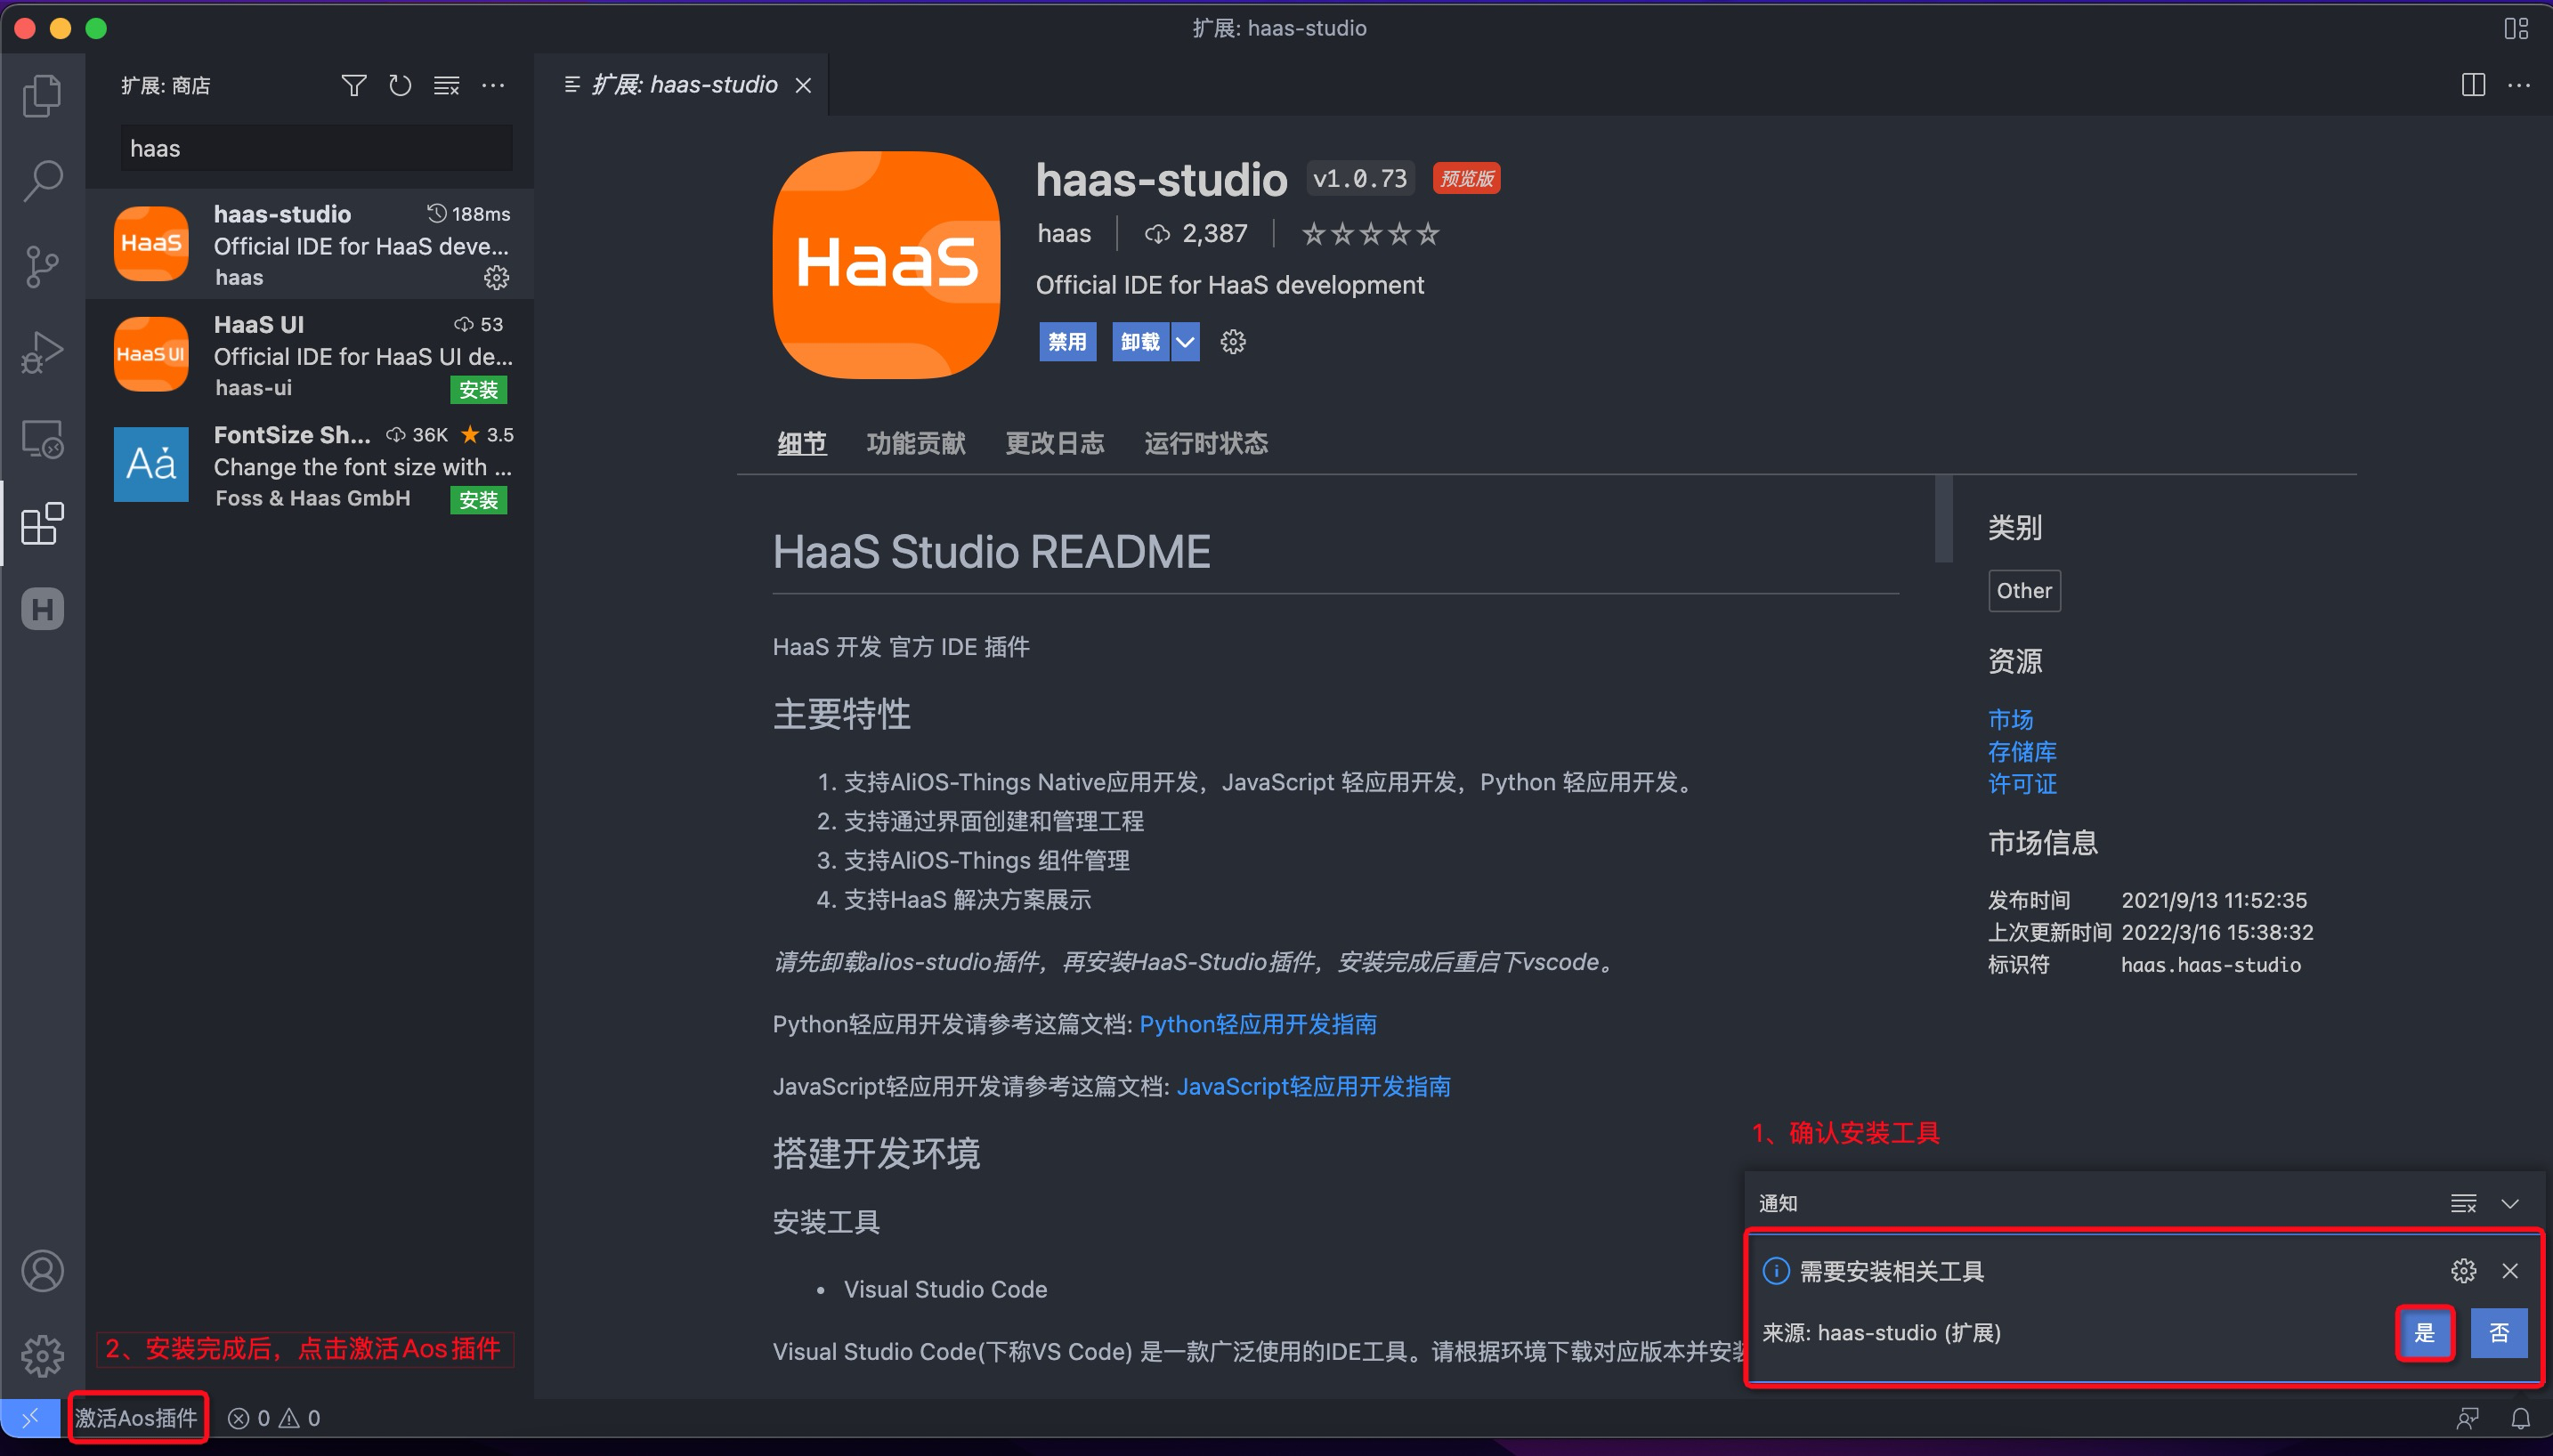 扩展: haas-studio
扩展: 商店
haas
haas-studio 188ms
Official IDE for HaaS deve...
haas
HaaS
HaaS UI 53
Official IDE for HaaS UI de...
haas-ui 安装
HaaS UI
FontSize Sh... 36K 3.5
Change the font size with ...
Foss & Haas GmbH 安装
Aa
H
扩展: haas-studio
HaaS
haas-studio v1.0.73 预览版
haas 2,387
Official IDE for HaaS development
禁用 卸载
细节 功能贡献 更改日志 运行时状态
HaaS Studio README
HaaS 开发 官方 IDE 插件
主要特性
1. 支持AliOS-Things Native应用开发，JavaScript 轻应用开发，Python 轻应用开发。
2. 支持通过界面创建和管理工程
3. 支持AliOS-Things 组件管理
4. 支持HaaS 解决方案展示
请先卸载alios-studio插件，再安装HaaS-Studio插件，安装完成后重启下vscode。
Python轻应用开发请参考这篇文档: Python轻应用开发指南
JavaScript轻应用开发请参考这篇文档: JavaScript轻应用开发指南
搭建开发环境
安装工具
• Visual Studio Code
Visual Studio Code(下称VS Code) 是一款广泛使用的IDE工具。请根据环境下载对应版本并安装
类别
Other
资源
市场
存储库
许可证
市场信息
发布时间 2021/9/13 11:52:35
上次更新时间 2022/3/16 15:38:32
标识符 haas.haas-studio
1、确认安装工具
通知
需要安装相关工具
来源: haas-studio (扩展) 是 否
2、安装完成后，点击激活Aos插件
激活Aos插件 0 0